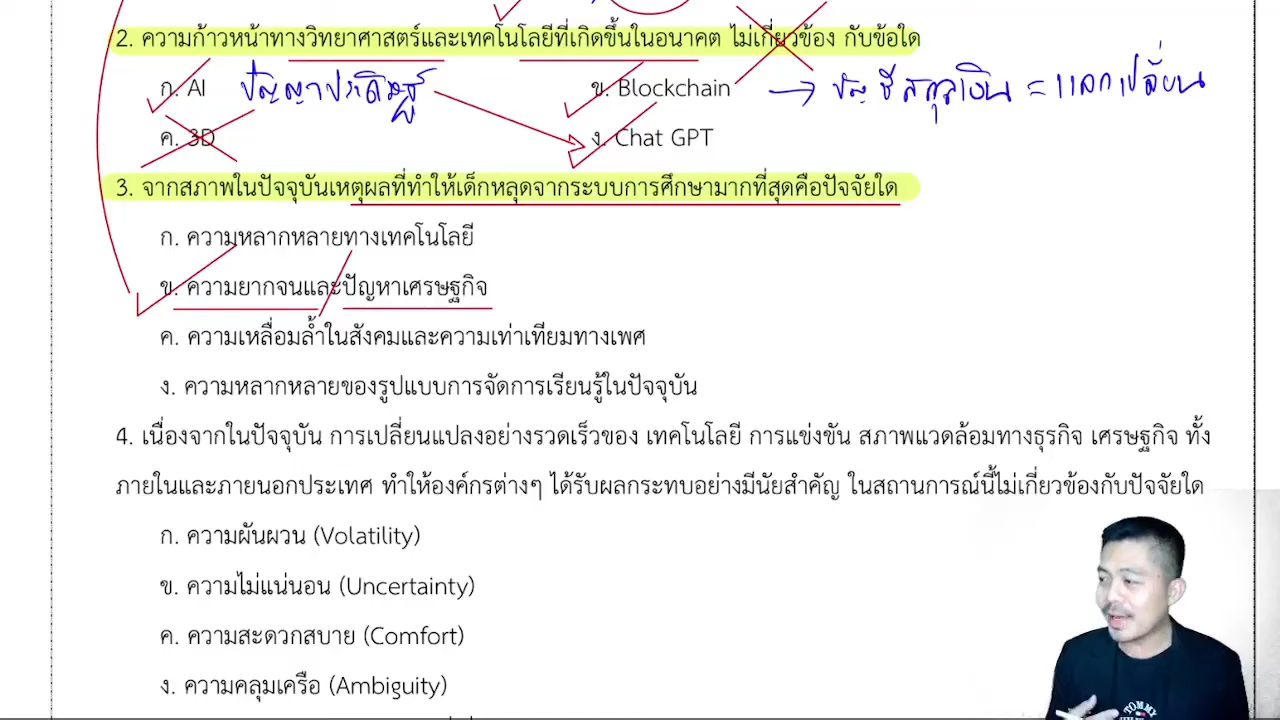 2. ความก้าวหน้าทางวิทยาศาสตร์และเทคโนโลยีที่เกิดขึ้นในอนาคต ไม่เกี่ยวข้อง กับข้อใด
ก. AI ปัญญาประดิษฐ์ ข. Blockchain → บัญชีสกุลเงิน = แลกเปลี่ยน
ค. 3D ง. Chat GPT
3. จากสภาพในปัจจุบันเหตุผลที่ทำให้เด็กหลุดจากระบบการศึกษามากที่สุดคือปัจจัยใด
ก. ความหลากหลายทางเทคโนโลยี
ข. ความยากจนและปัญหาเศรษฐกิจ
ค. ความเหลื่อมล้ำในสังคมและความเท่าเทียมทางเพศ
ง. ความหลากหลายของรูปแบบการจัดการเรียนรู้ในปัจจุบัน
4. เนื่องจากในปัจจุบัน การเปลี่ยนแปลงอย่างรวดเร็วของ เทคโนโลยี การแข่งขัน สภาพแวดล้อมทางธุรกิจ เศรษฐกิจ ทั้ง
ภายในและภายนอกประเทศ ทำให้องค์กรต่างๆ ได้รับผลกระทบอย่างมีนัยสำคัญ ในสถานการณ์นี้ไม่เกี่ยวข้องกับปัจจัยใด
ก. ความผันผวน (Volatility)
ข. ความไม่แน่นอน (Uncertainty)
ค. ความสะดวกสบาย (Comfort)
ง. ความคลุมเครือ (Ambiguity)
TOMMY